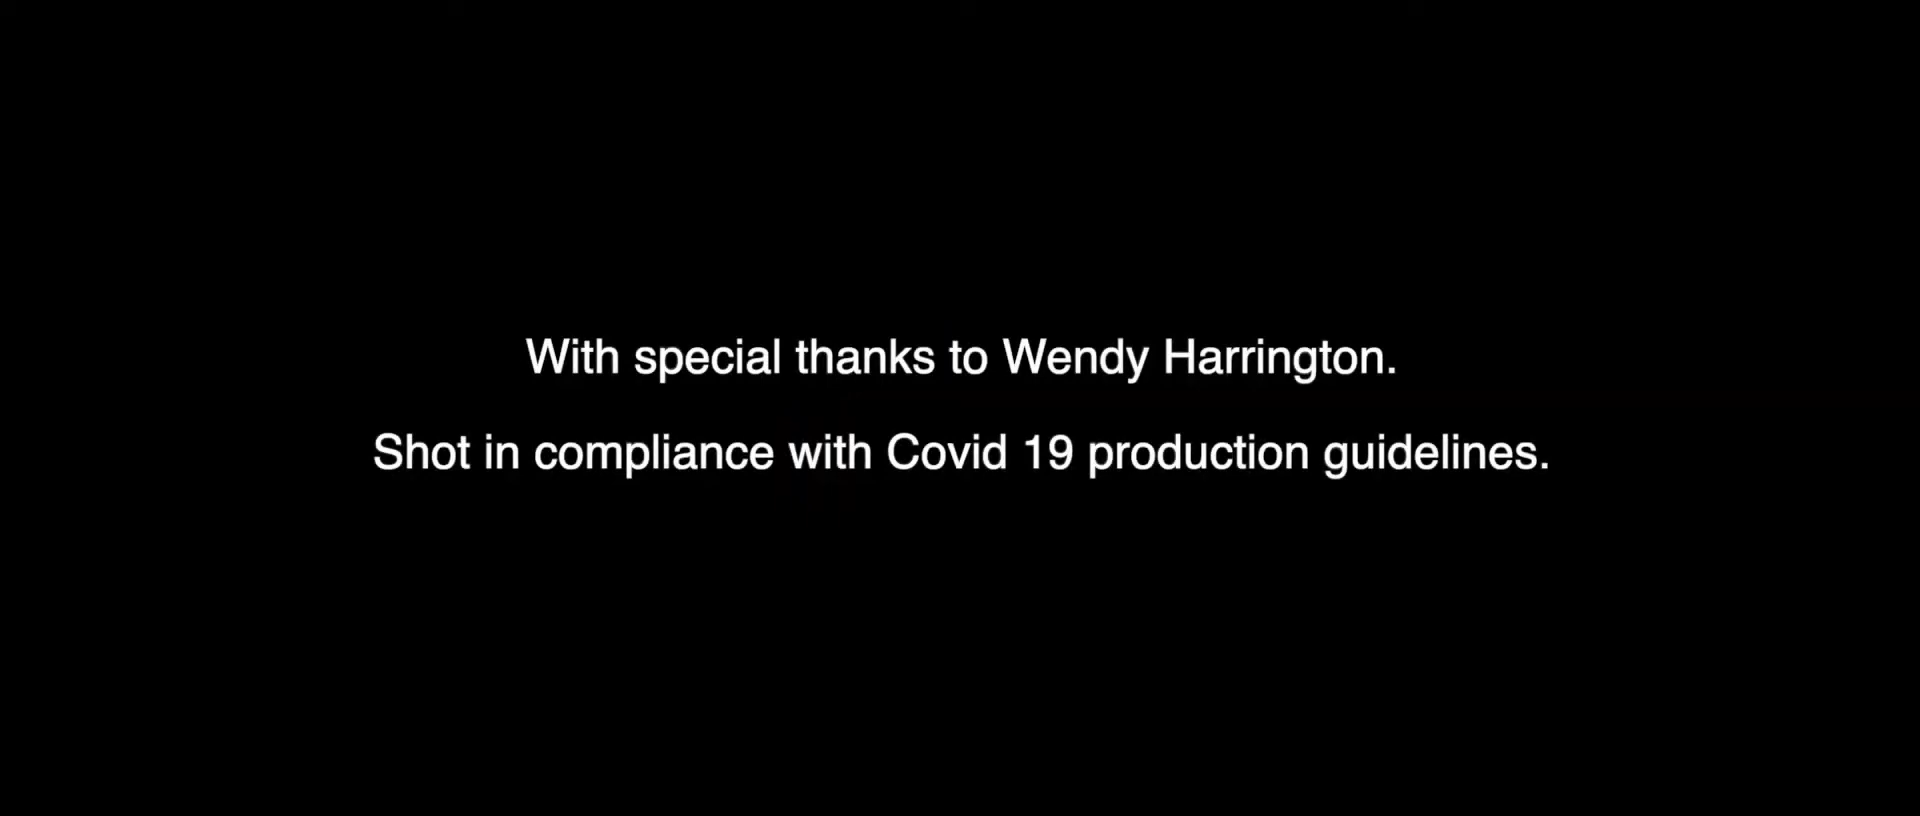 With special thanks to Wendy Harrington.
Shot in compliance with Covid 19 production guidelines.